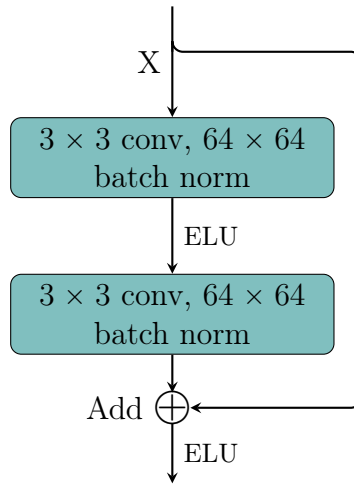 X
3 × 3 conv, 64 × 64
batch norm
ELU
3 × 3 conv, 64 × 64
batch norm
Add
ELU